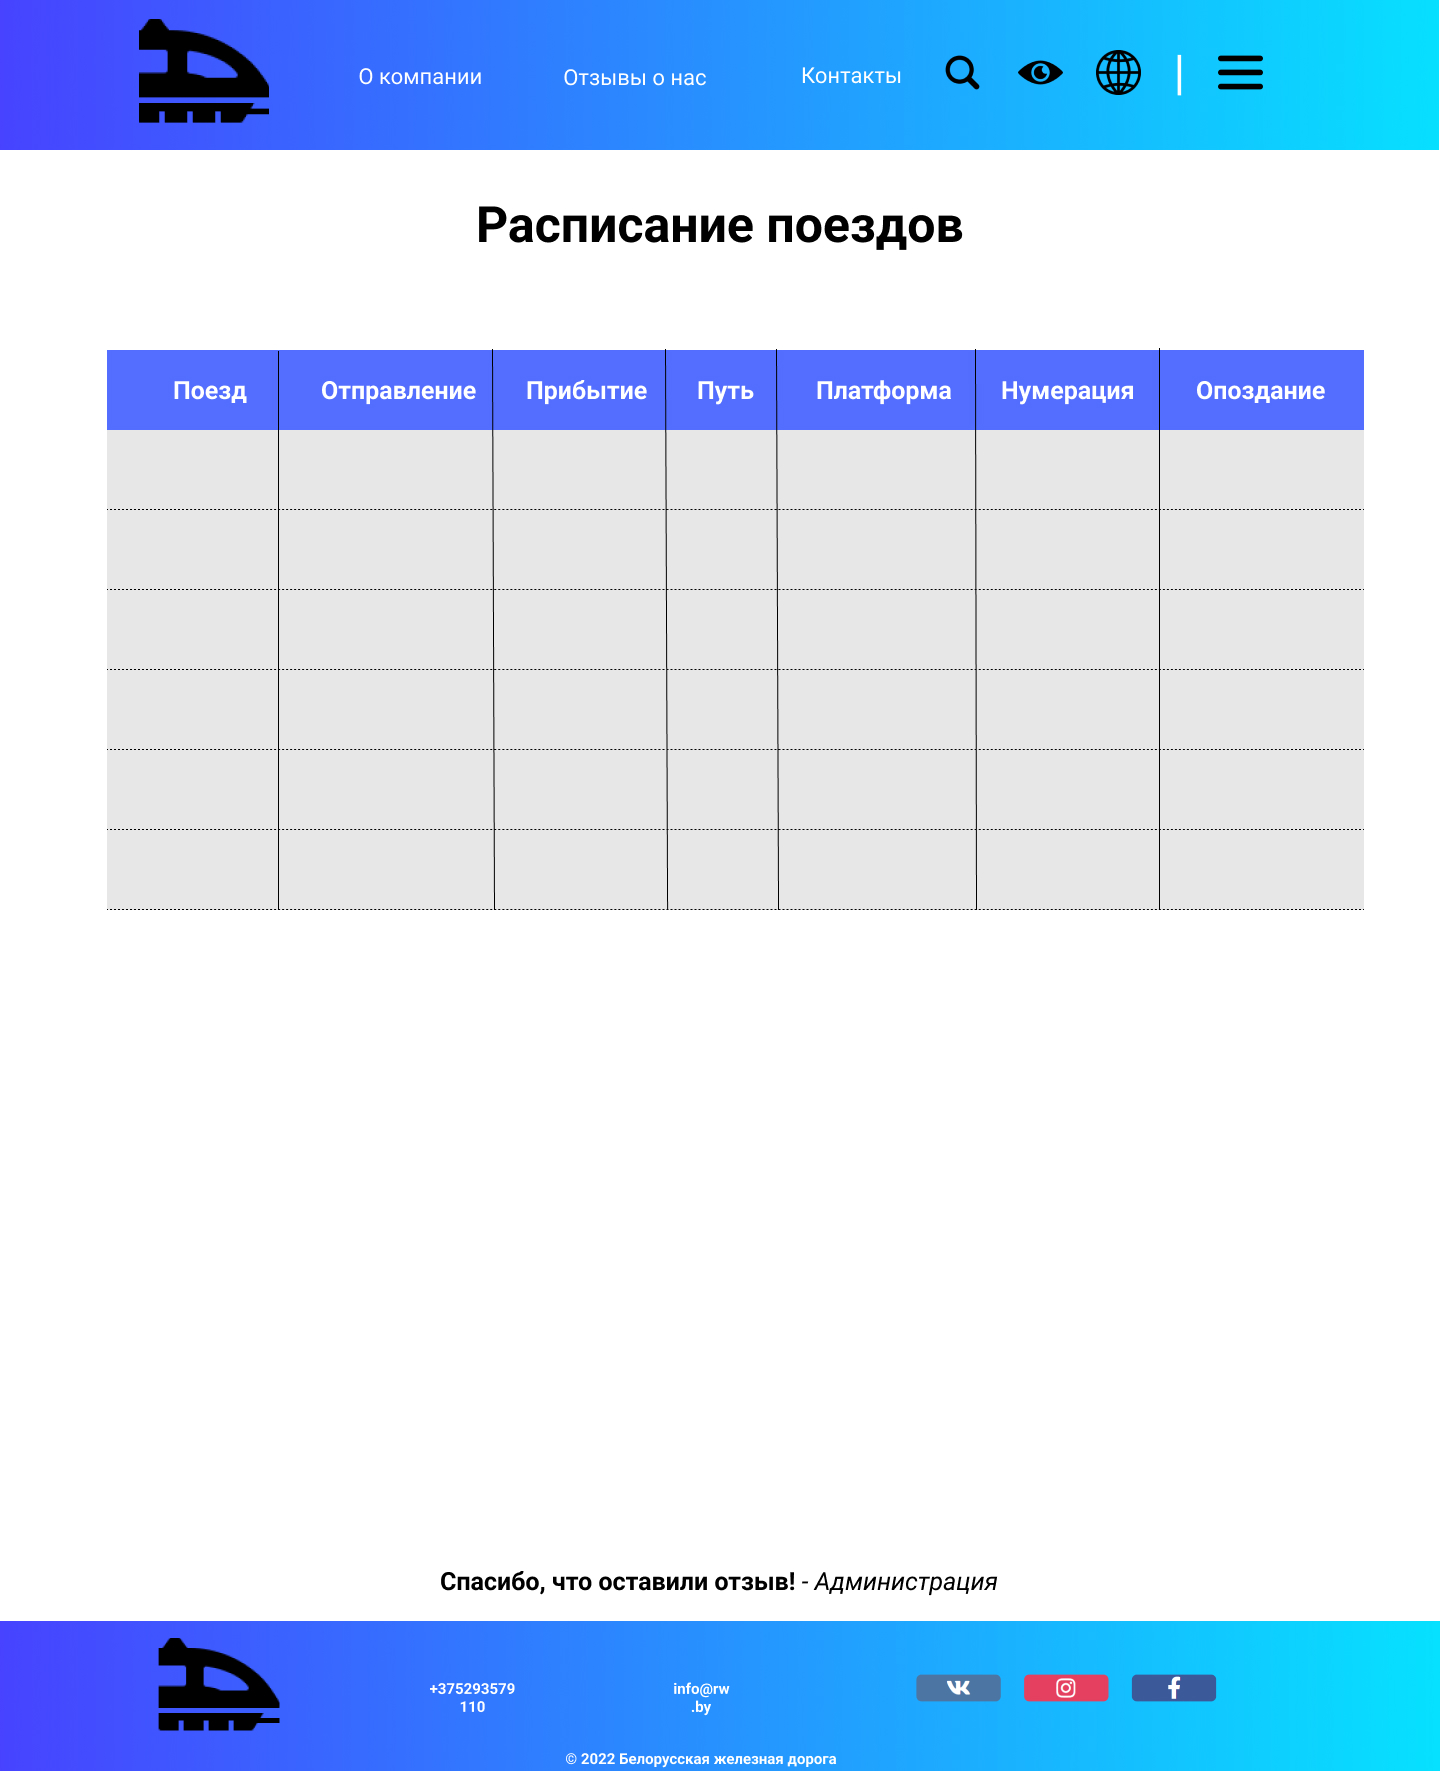 О компании
Отзывы о нас
Контакты
Расписание поездов
Поезд
Отправление
Прибытие
Путь
Платформа
Нумерация
Опоздание
Спасибо, что оставили отзыв! - Администрация
+375293579
110
info@rw
.by
© 2022 Белорусская железная дорога